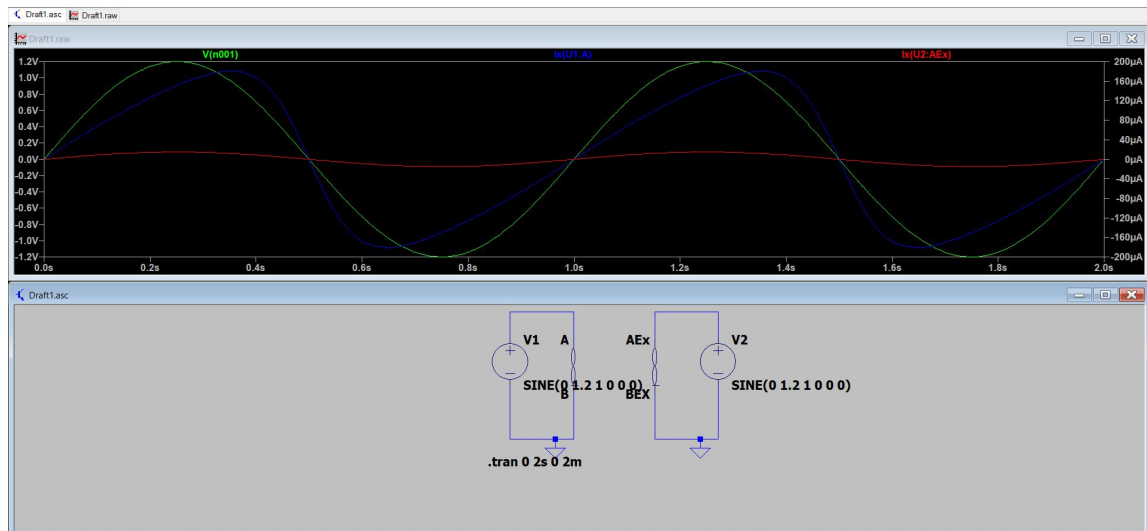 Draft1.asc Draft1.raw
Draft1.raw
V(n001) Ix(U1:A) Ix(U2:AEx)
1.2V 200µA
1.0V 160µA
0.8V 120µA
0.6V 80µA
0.4V 40µA
0.2V
0.0V 0µA
-0.2V -40µA
-0.4V -80µA
-0.6V -120µA
-0.8V -160µA
-1.0V
-1.2V -200µA
0.0s 0.2s 0.4s 0.6s 0.8s 1.0s 1.2s 1.4s 1.6s 1.8s 2.0s
Draft1.asc
V1 A AEx V2
SINE(0 1.2 1 0 0 0) SINE(0 1.2 1 0 0 0)
B BEX
.tran 0 2s 0 2m